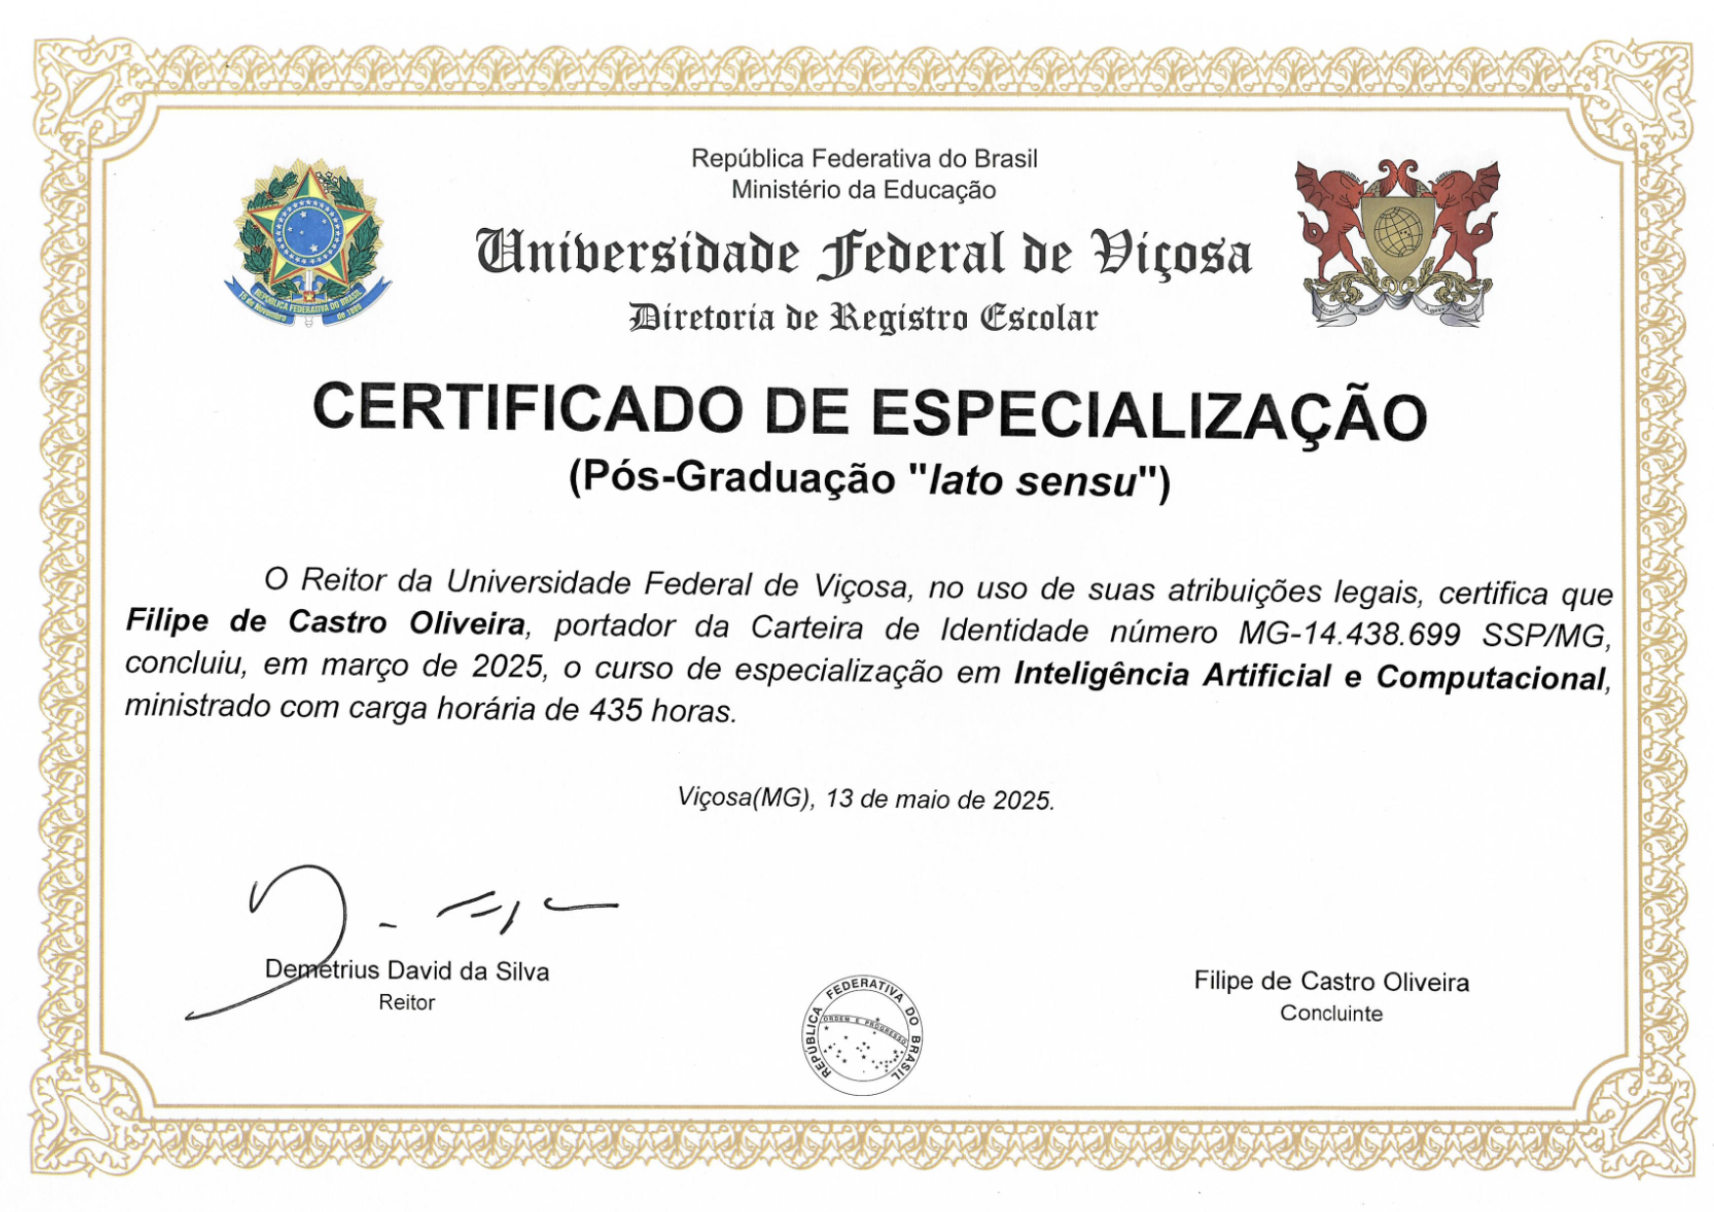 República Federativa do Brasil
Ministério da Educação
Universidade Federal de Viçosa
Diretoria de Registro Escolar
REPÚBLICA FEDERATIVA DO BRASIL
15 de Novembro de 1889
CERTIFICADO DE ESPECIALIZAÇÃO
(Pós-Graduação "lato sensu")
O Reitor da Universidade Federal de Viçosa, no uso de suas atribuições legais, certifica que
Filipe de Castro Oliveira, portador da Carteira de Identidade número MG-14.438.699 SSP/MG,
concluiu, em março de 2025, o curso de especialização em Inteligência Artificial e Computacional,
ministrado com carga horária de 435 horas.
Viçosa(MG), 13 de maio de 2025.
Demetrius David da Silva
Reitor
Filipe de Castro Oliveira
Concluinte
REPÚBLICA FEDERATIVA DO BRASIL
ORDEM E PROGRESSO